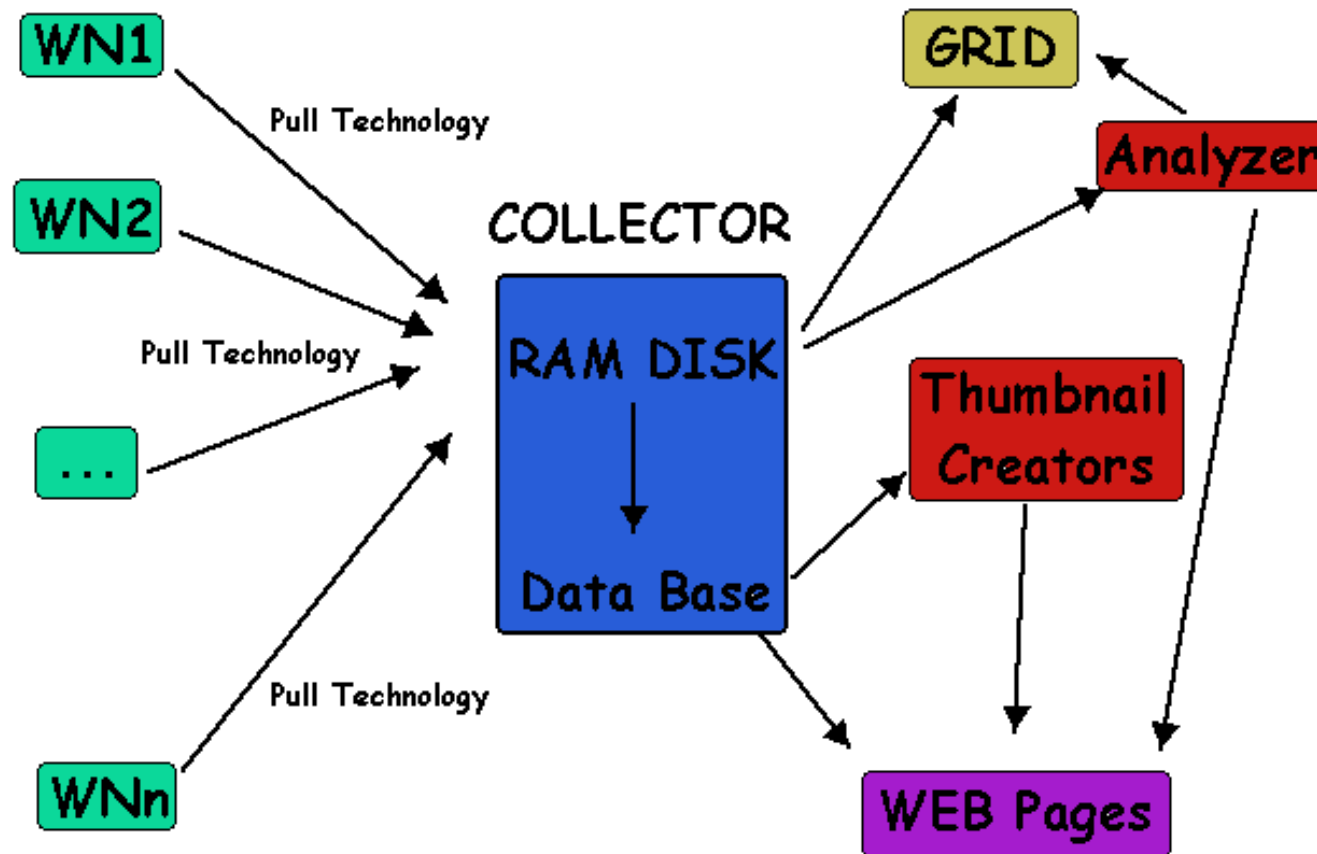 WN1
GRID
Pull Technology
Analyzer
WN2
COLLECTOR
Pull Technology
RAM DISK
Thumbnail
Creators
...
Data Base
Pull Technology
WNn
WEB Pages